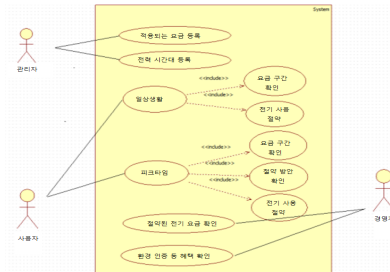 System
적용되는 요금 등록
전력 시간대 등록
관리자
일상생활
<<include>>
<<include>>
요금 구간
확인
전기 사용
절약
피크타임
<<include>>
<<include>>
<<include>>
요금 구간
확인
절약 방안
확인
전기 사용
절약
사용자
절약된 전기 요금 확인
환경 인증 등 혜택 확인